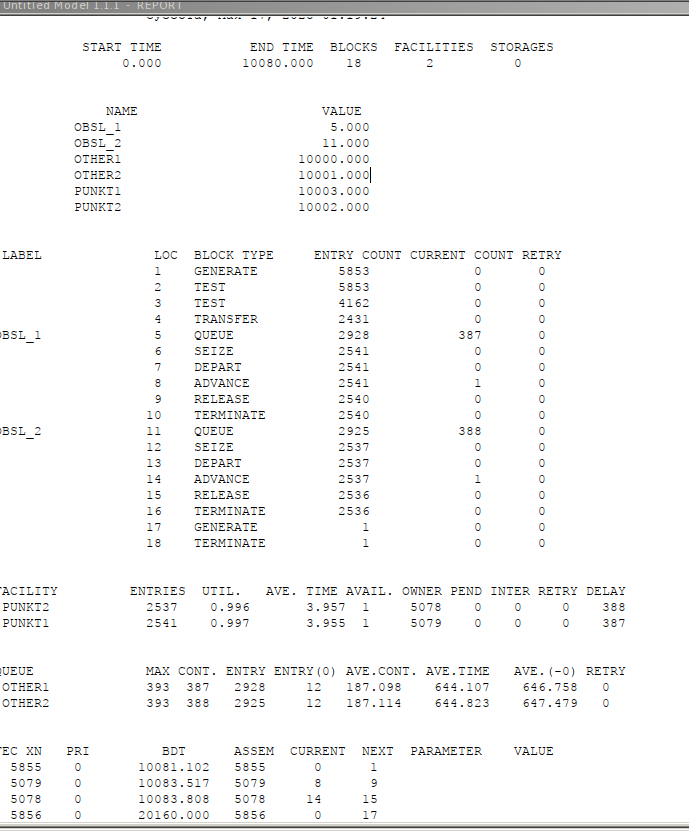 Untitled Model 1.1.1 - REPORT
START TIME END TIME BLOCKS FACILITIES STORAGES
0.000 10080.000 18 2 0
NAME VALUE
OBSL_1 5.000
OBSL_2 11.000
OTHER1 10000.000
OTHER2 10001.000
PUNKT1 10003.000
PUNKT2 10002.000
LABEL LOC BLOCK TYPE ENTRY COUNT CURRENT COUNT RETRY
1 GENERATE 5853 0 0
2 TEST 5853 0 0
3 TEST 4162 0 0
4 TRANSFER 2431 0 0
OBSL_1 5 QUEUE 2928 387 0
6 SEIZE 2541 0 0
7 DEPART 2541 0 0
8 ADVANCE 2541 1 0
9 RELEASE 2540 0 0
10 TERMINATE 2540 0 0
OBSL_2 11 QUEUE 2925 388 0
12 SEIZE 2537 0 0
13 DEPART 2537 0 0
14 ADVANCE 2537 1 0
15 RELEASE 2536 0 0
16 TERMINATE 2536 0 0
17 GENERATE 1 0 0
18 TERMINATE 1 0 0
FACILITY ENTRIES UTIL. AVE. TIME AVAIL. OWNER PEND INTER RETRY DELAY
PUNKT2 2537 0.996 3.957 1 5078 0 0 0 388
PUNKT1 2541 0.997 3.955 1 5079 0 0 0 387
QUEUE MAX CONT. ENTRY ENTRY(0) AVE.CONT. AVE.TIME AVE.(-0) RETRY
OTHER1 393 387 2928 12 187.098 644.107 646.758 0
OTHER2 393 388 2925 12 187.114 644.823 647.479 0
FEC XN PRI BDT ASSEM CURRENT NEXT PARAMETER VALUE
5855 0 10081.102 5855 0 1
5079 0 10083.517 5079 8 9
5078 0 10083.808 5078 14 15
5856 0 20160.000 5856 0 17